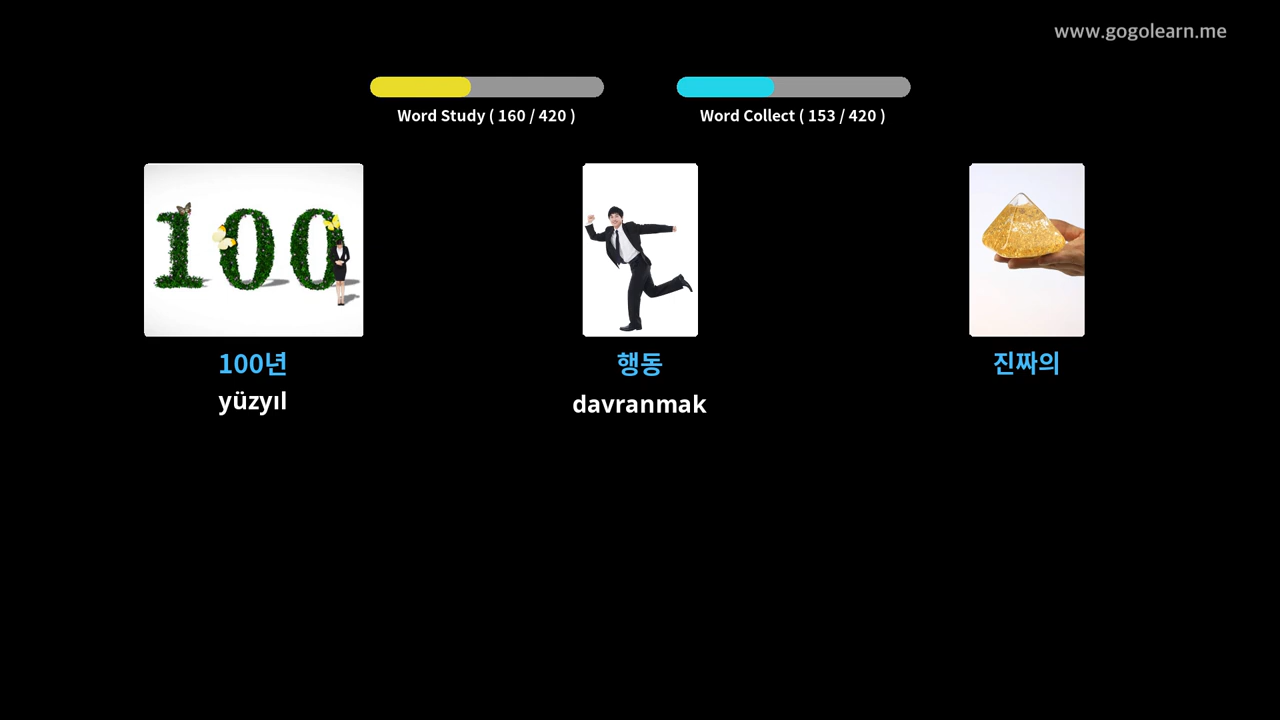 www.gogolearn.me
Word Study ( 160 / 420 )
Word Collect ( 153 / 420 )
100
100년
행동
진짜의
yüzyıl
davranmak